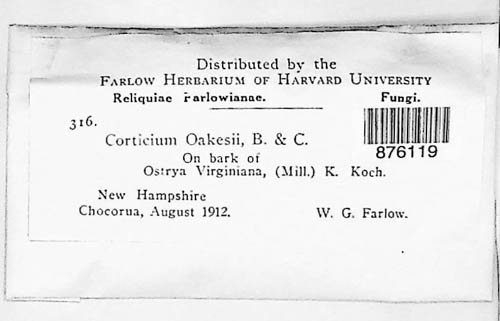 Distributed by the
FARLOW HERBARIUM OF HARVARD UNIVERSITY
Reliquiae Farlowianae. Fungi.
316.
Corticium Oakesii, B. & C.
876119
On bark of
Ostrya Virginiana, (Mill.) K. Koch.
New Hampshire
Chocorua, August 1912. W. G. Farlow.